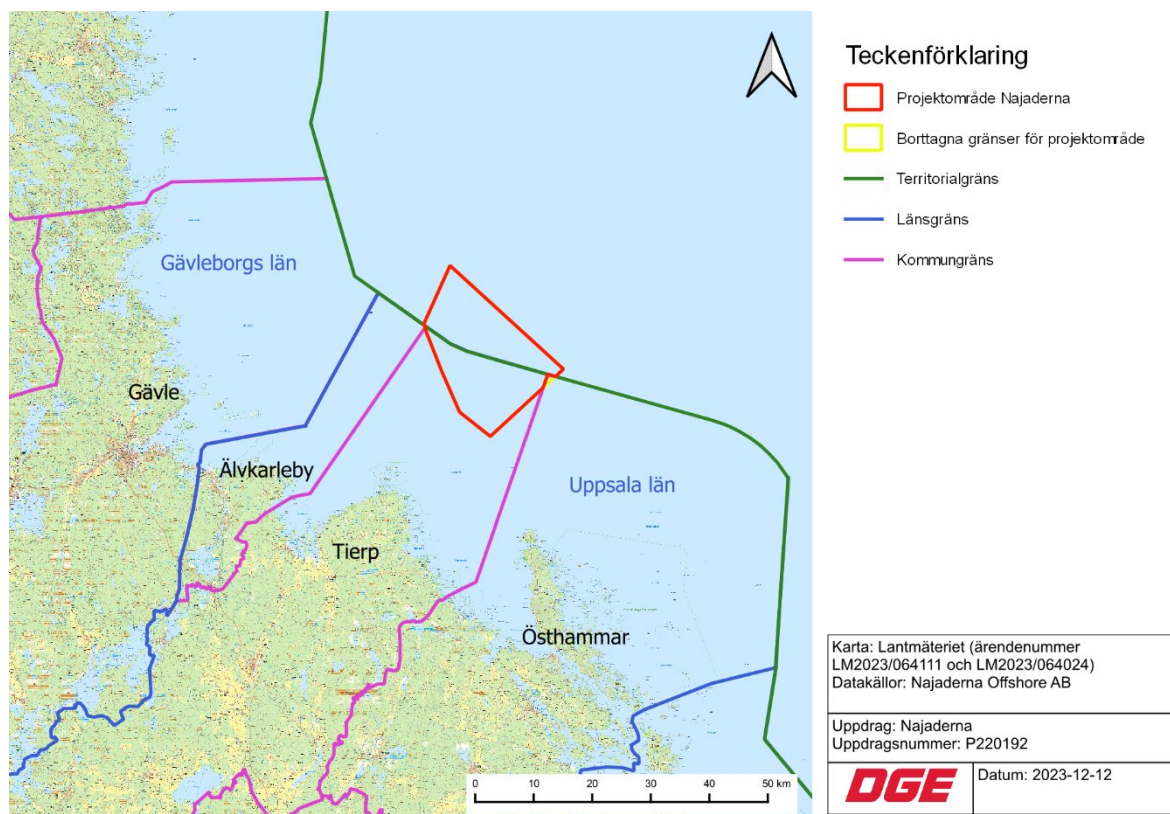 Gävleborgs län
Gävle
Älvkarleby
Uppsala län
Tierp
Östhammar
0 10 20 30 40 50 km
Teckenförklaring
Projektområde Najaderna
Borttagna gränser för projektområde
Territorialgräns
Länsgräns
Kommungräns
Karta: Lantmäteriet (ärendenummer
LM2023/064111 och LM2023/064024)
Datakällor: Najaderna Offshore AB
Uppdrag: Najaderna
Uppdragsnummer: P220192
DGE
Datum: 2023-12-12